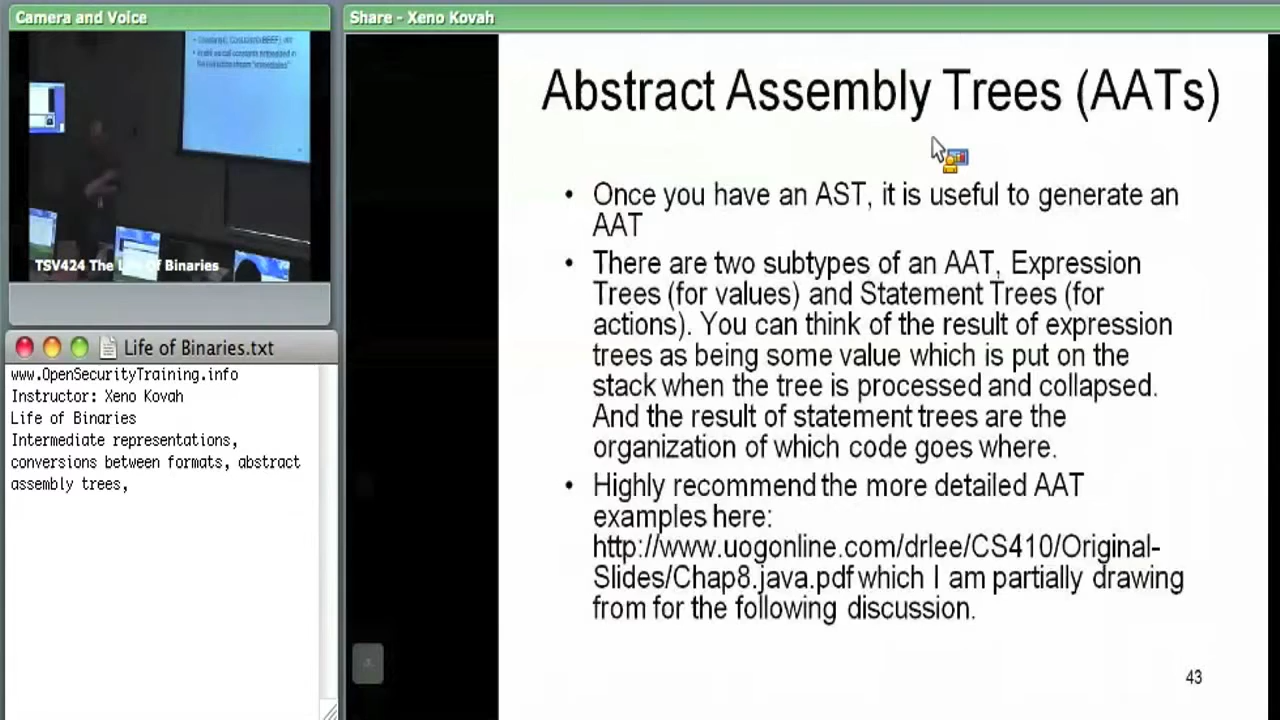 Camera and Voice
TSV424 The Life Of Binaries
Life of Binaries.txt
www.OpenSecurityTraining.info
Instructor: Xeno Kovah
Life of Binaries
Intermediate representations,
conversions between formats, abstract
assembly trees,
Share - Xeno Kovah
Abstract Assembly Trees (AATs)
• Once you have an AST, it is useful to generate an
AAT
• There are two subtypes of an AAT, Expression
Trees (for values) and Statement Trees (for
actions). You can think of the result of expression
trees as being some value which is put on the
stack when the tree is processed and collapsed.
And the result of statement trees are the
organization of which code goes where.
• Highly recommend the more detailed AAT
examples here:
http://www.uogonline.com/drlee/CS410/Original-
Slides/Chap8.java.pdf which I am partially drawing
from for the following discussion.
43